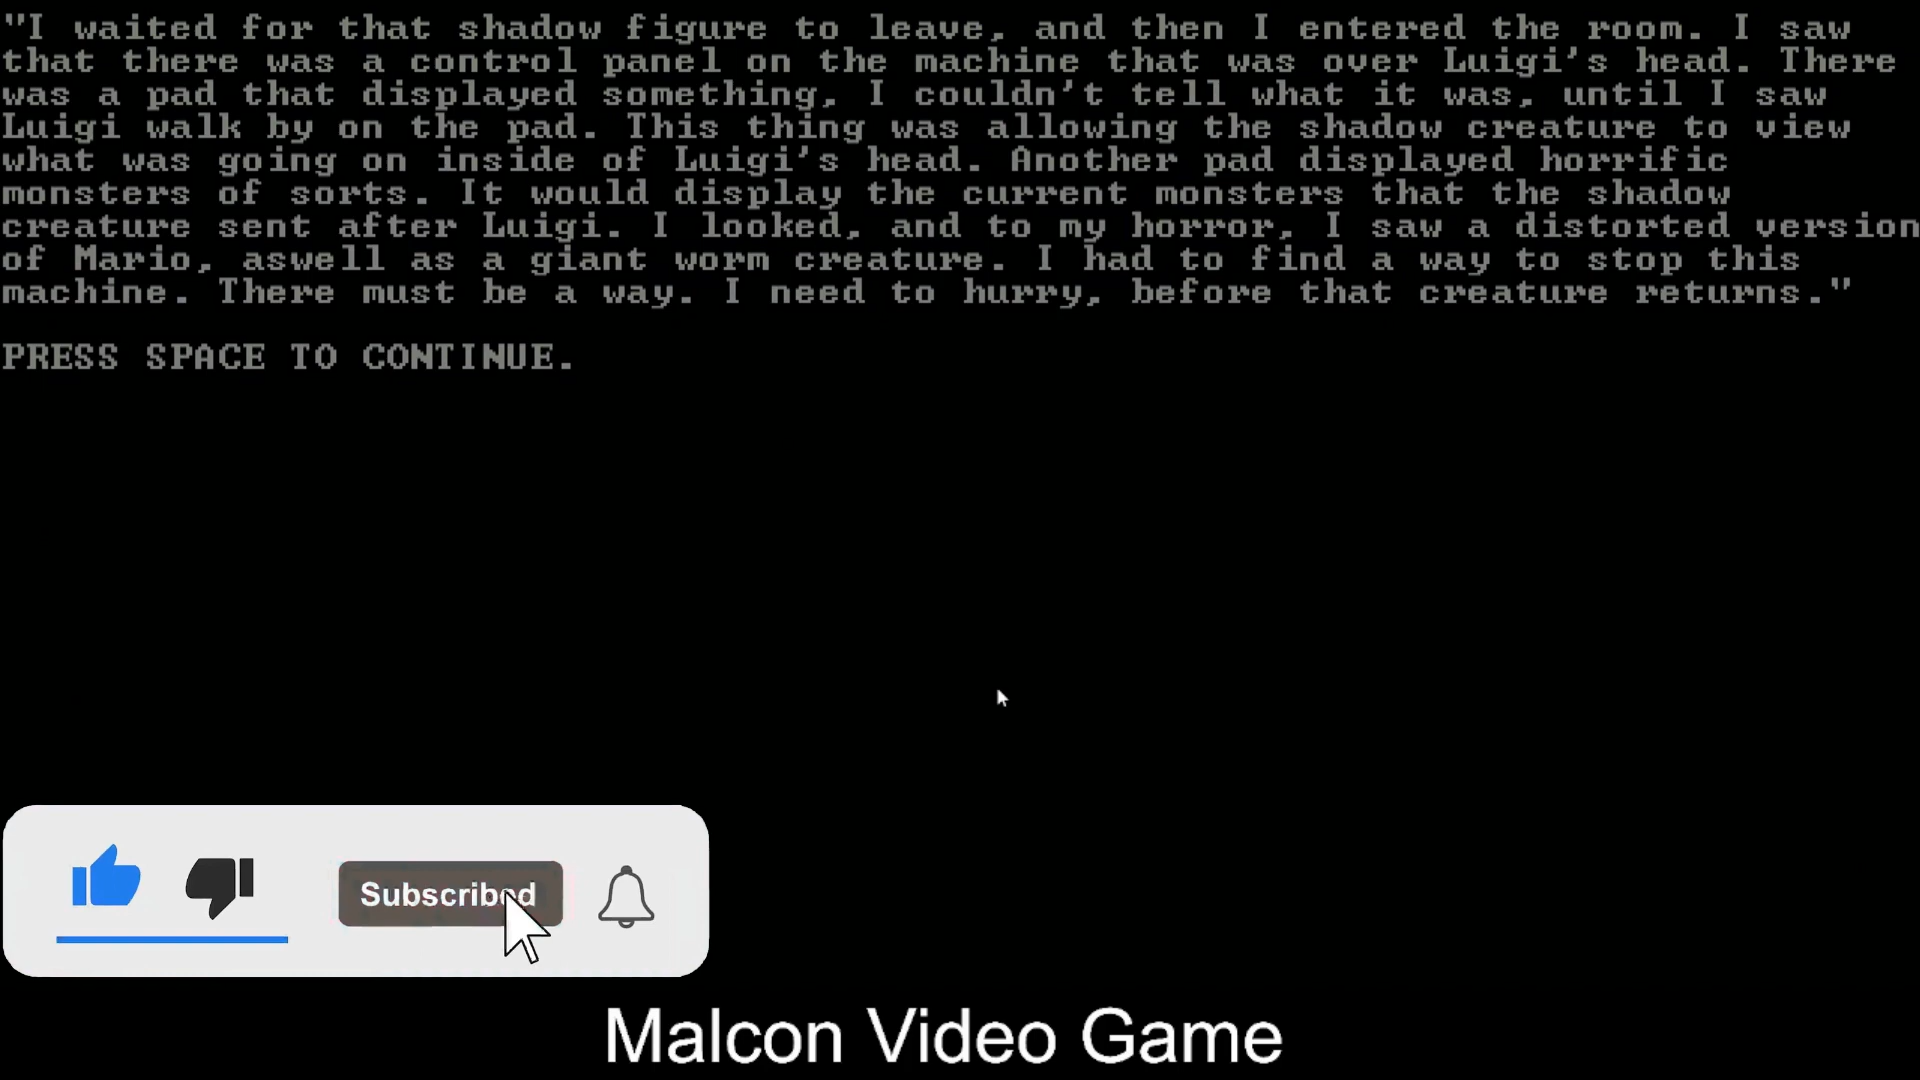 "I waited for that shadow figure to leave, and then I entered the room. I saw
that there was a control panel on the machine that was over Luigi's head. There
was a pad that displayed something, I couldn't tell what it was, until I saw
Luigi walk by on the pad. This thing was allowing the shadow creature to view
what was going on inside of Luigi's head. Another pad displayed horrific
monsters of sorts. It would display the current monsters that the shadow
creature sent after Luigi. I looked, and to my horror, I saw a distorted version
of Mario, aswell as a giant worm creature. I had to find a way to stop this
machine. There must be a way. I need to hurry, before that creature returns."
PRESS SPACE TO CONTINUE.
Subscribed
Malcon Video Game